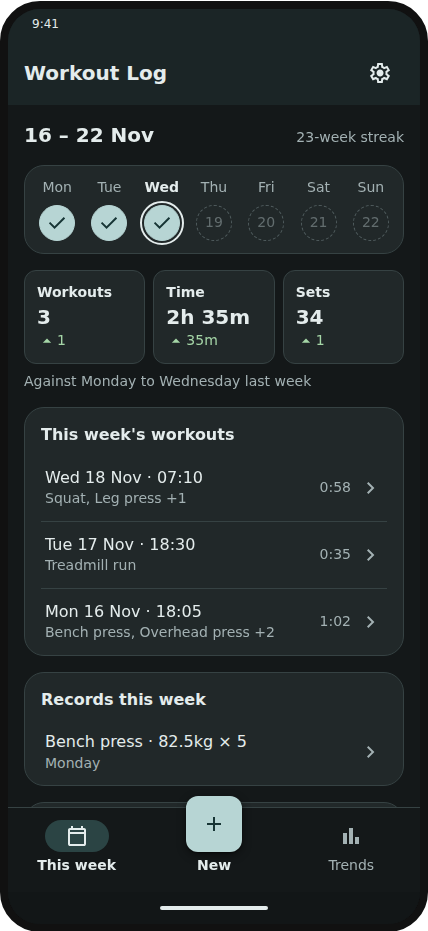 9:41
Workout Log
16 – 22 Nov
23-week streak
Mon Tue Wed Thu Fri Sat Sun
19 20 21 22
Workouts
3
1
Time
2h 35m
35m
Sets
34
1
Against Monday to Wednesday last week
This week's workouts
Wed 18 Nov · 07:10
Squat, Leg press +1
0:58
Tue 17 Nov · 18:30
Treadmill run
0:35
Mon 16 Nov · 18:05
Bench press, Overhead press +2
1:02
Records this week
Bench press · 82.5kg × 5
Monday
This week
New
Trends